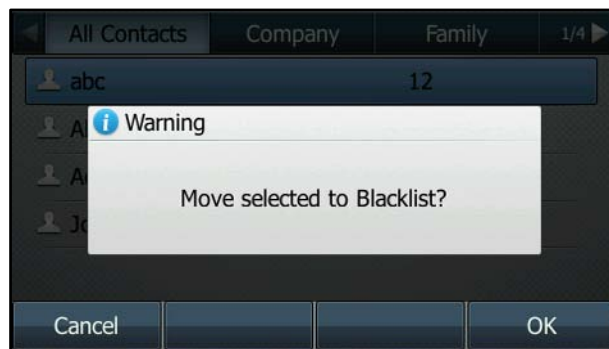 All Contacts Company Family 1/4
abc 12
Warning
Move selected to Blacklist?
Cancel OK